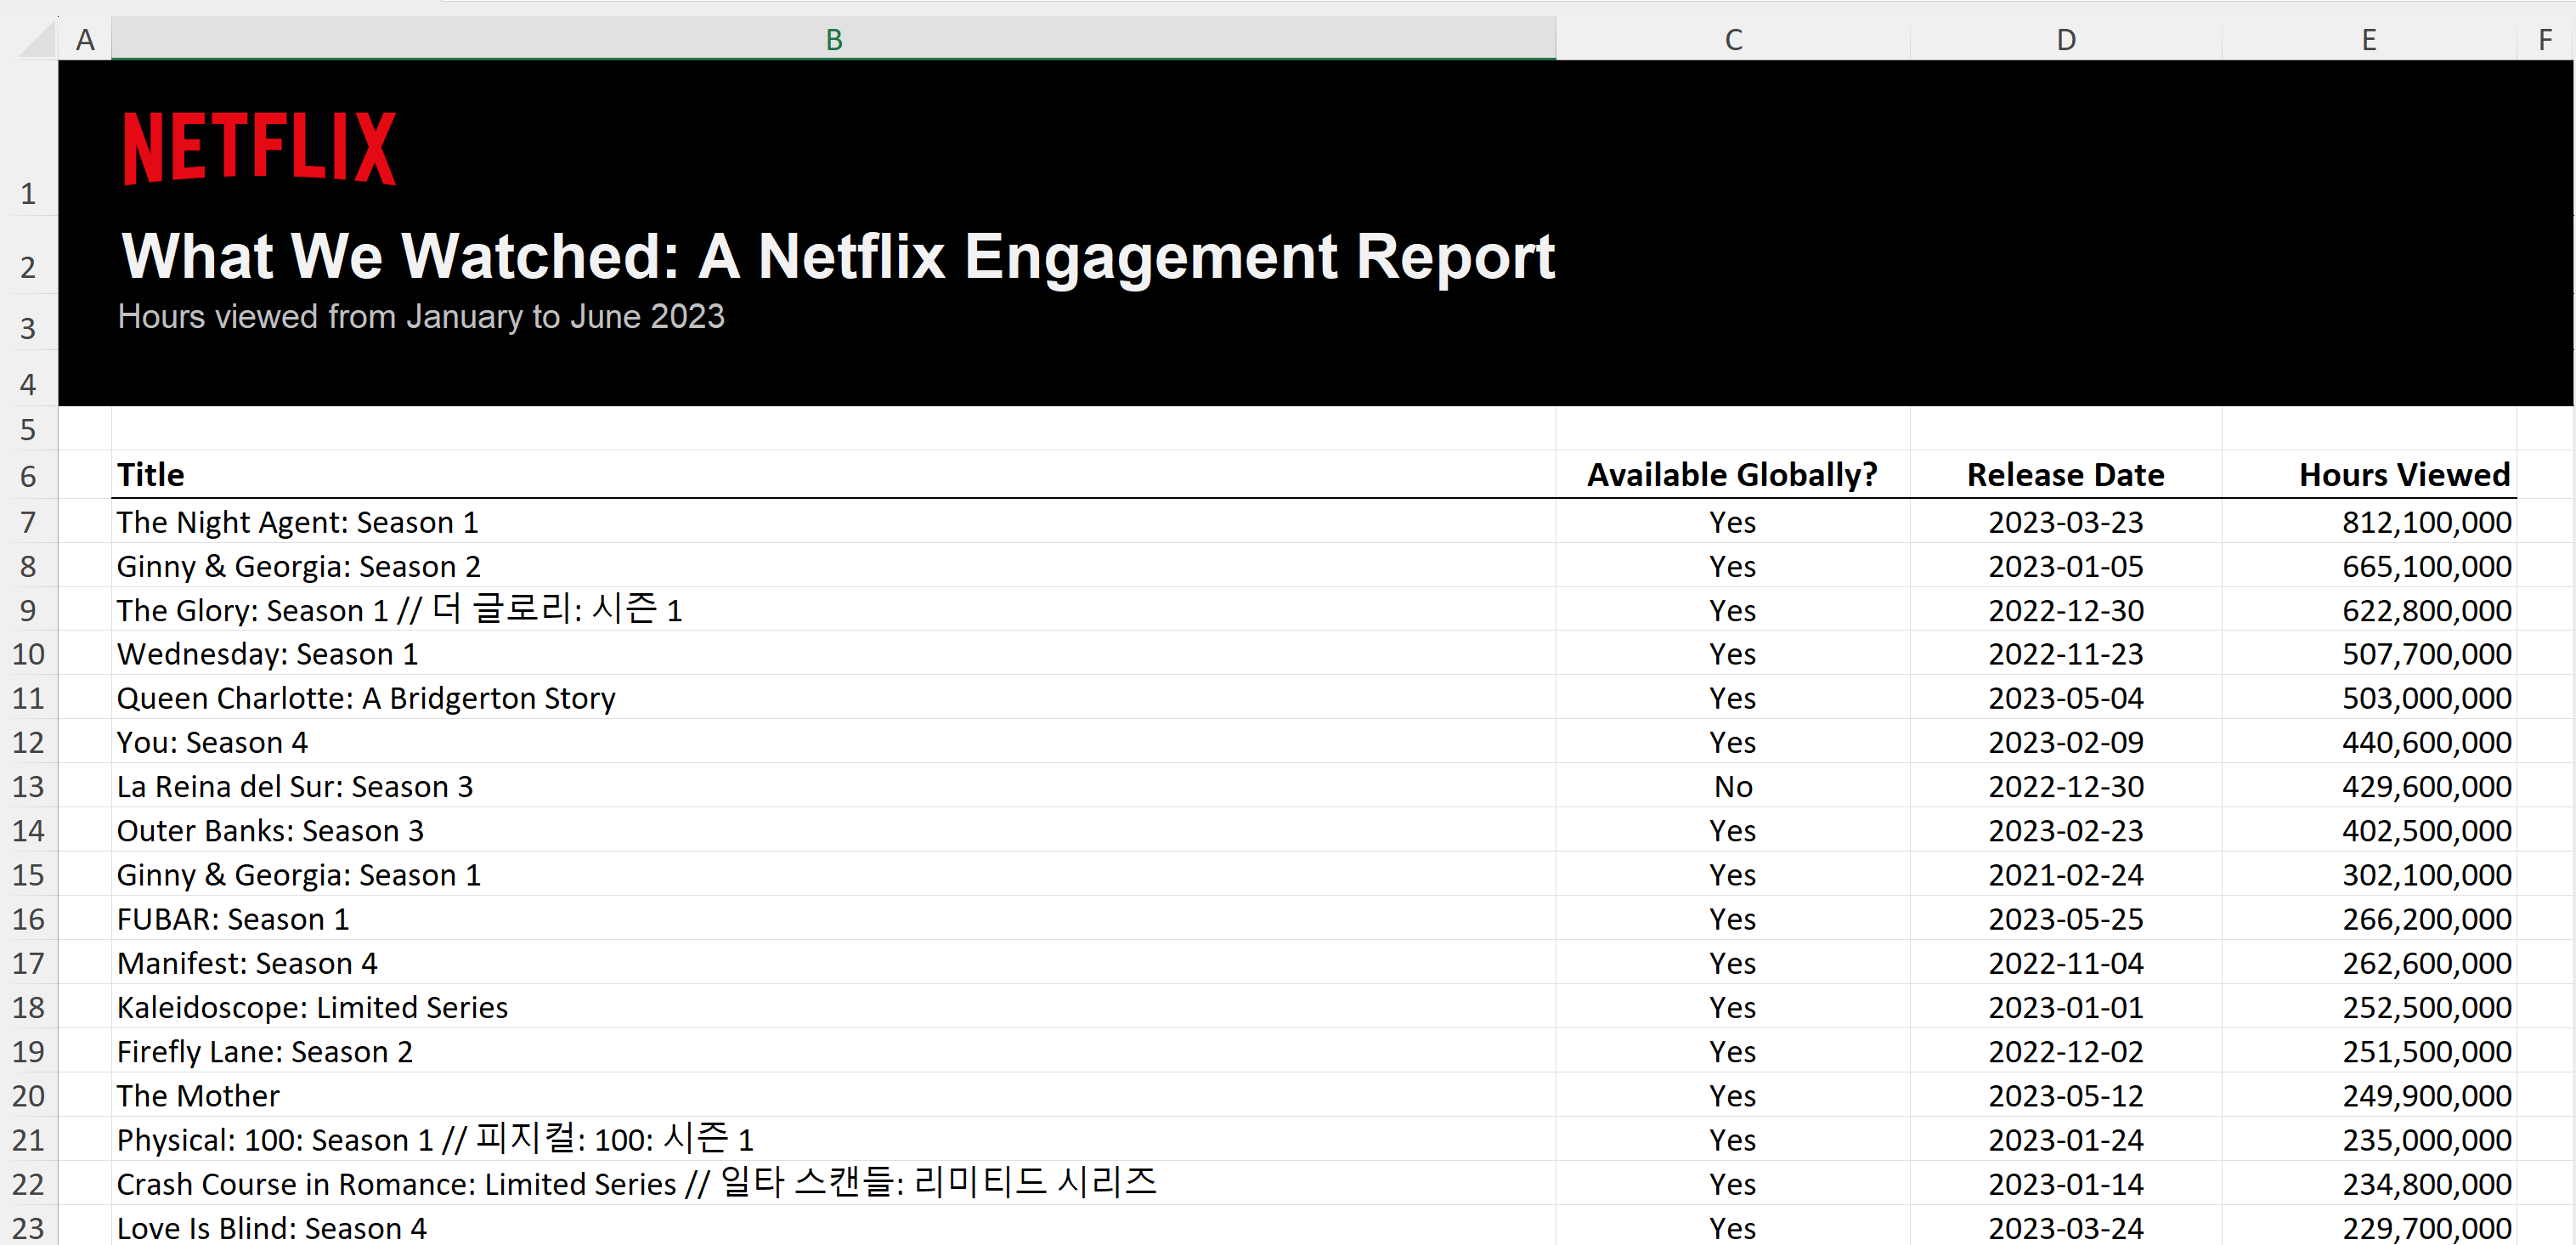 A B C D E F
1 NETFLIX
2 What We Watched: A Netflix Engagement Report
3 Hours viewed from January to June 2023
4
5
6 Title Available Globally? Release Date Hours Viewed
7 The Night Agent: Season 1 Yes 2023-03-23 812,100,000
8 Ginny & Georgia: Season 2 Yes 2023-01-05 665,100,000
9 The Glory: Season 1 // 더 글로리: 시즌 1 Yes 2022-12-30 622,800,000
10 Wednesday: Season 1 Yes 2022-11-23 507,700,000
11 Queen Charlotte: A Bridgerton Story Yes 2023-05-04 503,000,000
12 You: Season 4 Yes 2023-02-09 440,600,000
13 La Reina del Sur: Season 3 No 2022-12-30 429,600,000
14 Outer Banks: Season 3 Yes 2023-02-23 402,500,000
15 Ginny & Georgia: Season 1 Yes 2021-02-24 302,100,000
16 FUBAR: Season 1 Yes 2023-05-25 266,200,000
17 Manifest: Season 4 Yes 2022-11-04 262,600,000
18 Kaleidoscope: Limited Series Yes 2023-01-01 252,500,000
19 Firefly Lane: Season 2 Yes 2022-12-02 251,500,000
20 The Mother Yes 2023-05-12 249,900,000
21 Physical: 100: Season 1 // 피지컬: 100: 시즌 1 Yes 2023-01-24 235,000,000
22 Crash Course in Romance: Limited Series // 일타 스캔들: 리미티드 시리즈 Yes 2023-01-14 234,800,000
23 Love Is Blind: Season 4 Yes 2023-03-24 229,700,000